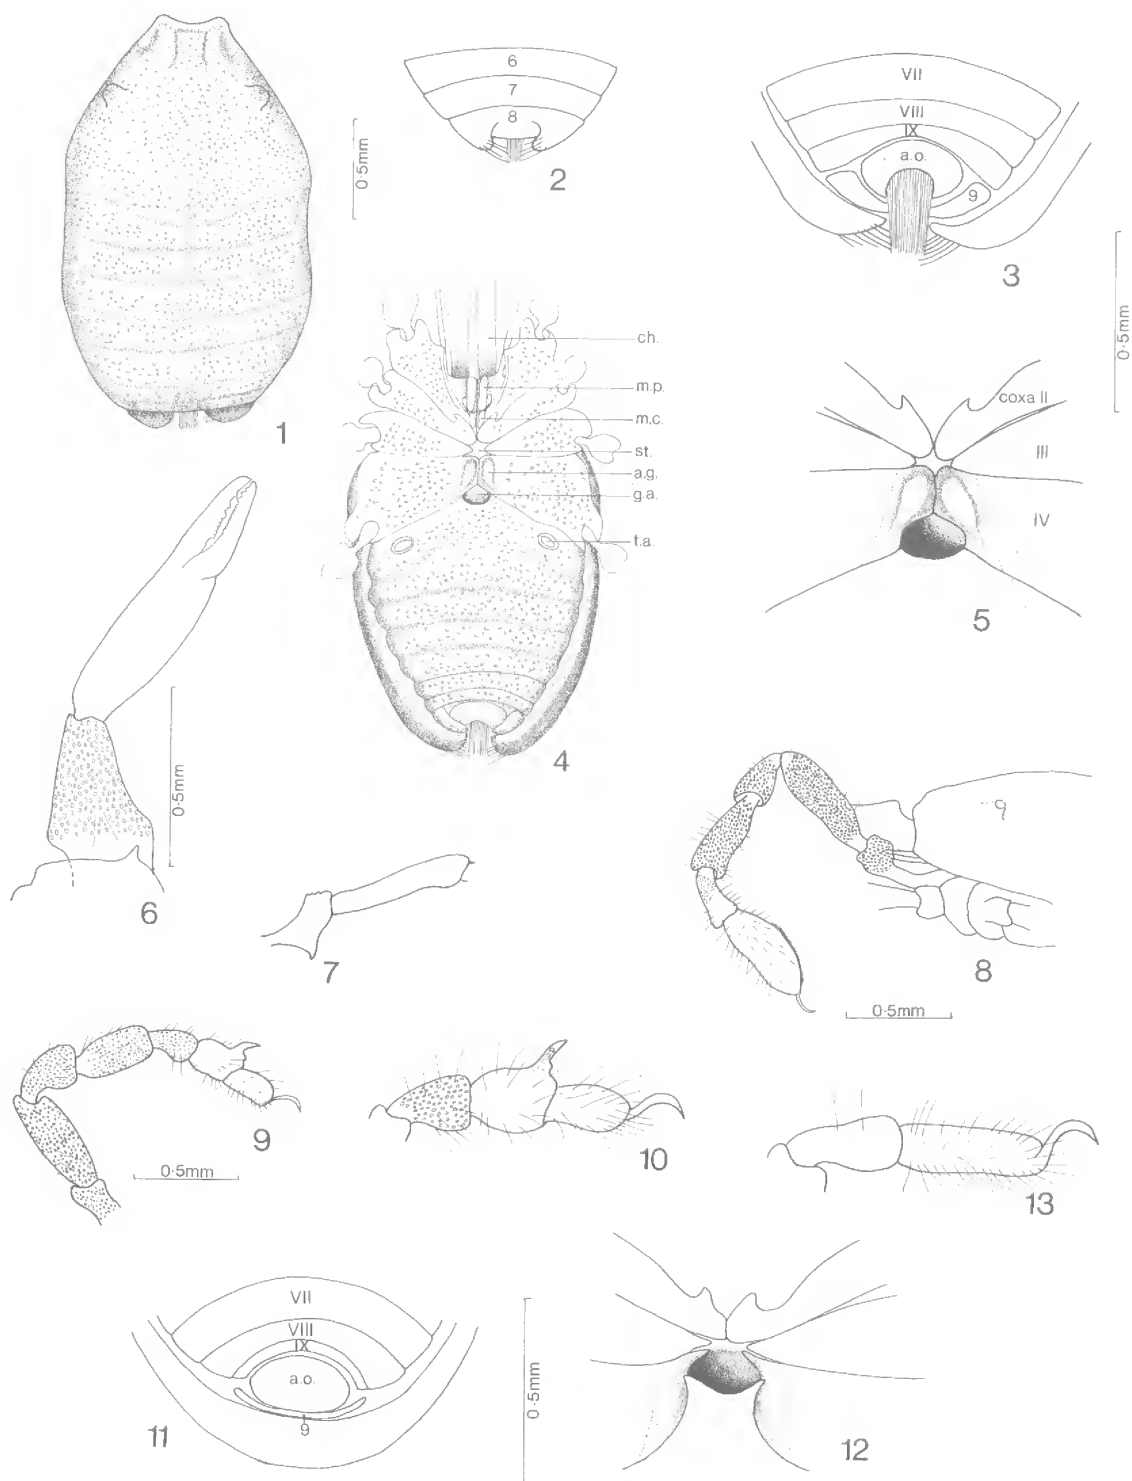 1
0·5mm
6
7
8
2
VII
VIII
IX
a.o.
9
3
0·5mm
ch.
m.p.
m.c.
st.
a.g.
g.a.
t.a.
4
coxa II
III
IV
5
6
0·5mm
7
8
0·5mm
9
0·5mm
10
13
VII
VIII
IX
a.o.
9
11
0·5mm
12